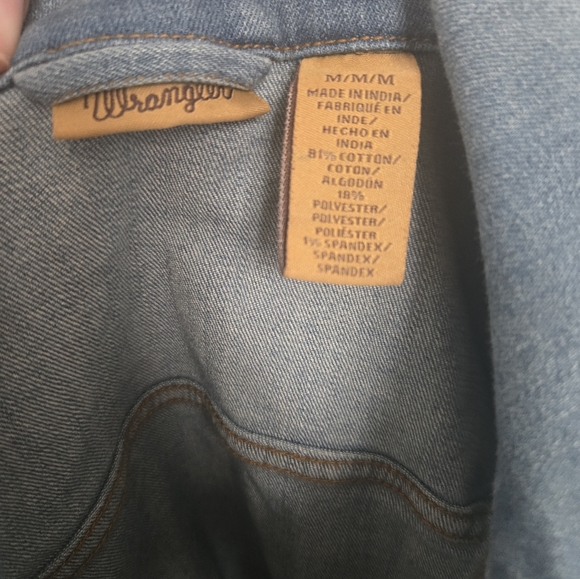 Wrangler
M/M/M
MADE IN INDIA/
FABRIQUÉ EN
INDE/
HECHO EN
INDIA
81% COTTON/
COTON/
ALGODÓN
18%
POLYESTER/
POLYESTER/
POLIÉSTER
1% SPANDEX/
SPANDEX/
SPANDEX